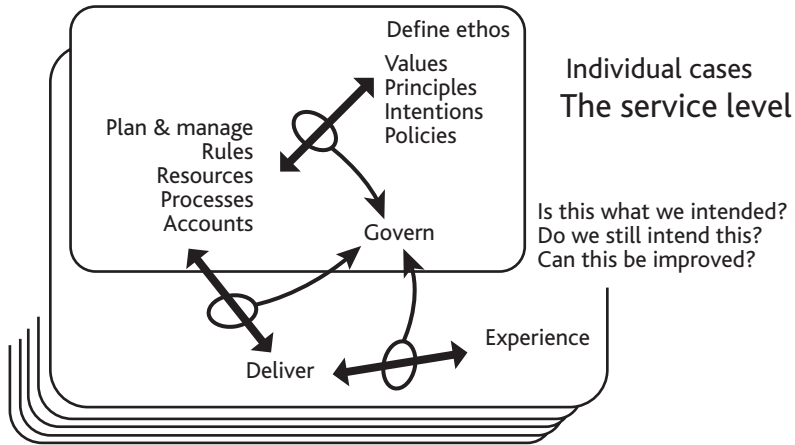 Define ethos
Values
Principles
Intentions
Policies
Individual cases
The service level
Plan & manage
Rules
Resources
Processes
Accounts
Govern
Is this what we intended?
Do we still intend this?
Can this be improved?
Experience
Deliver